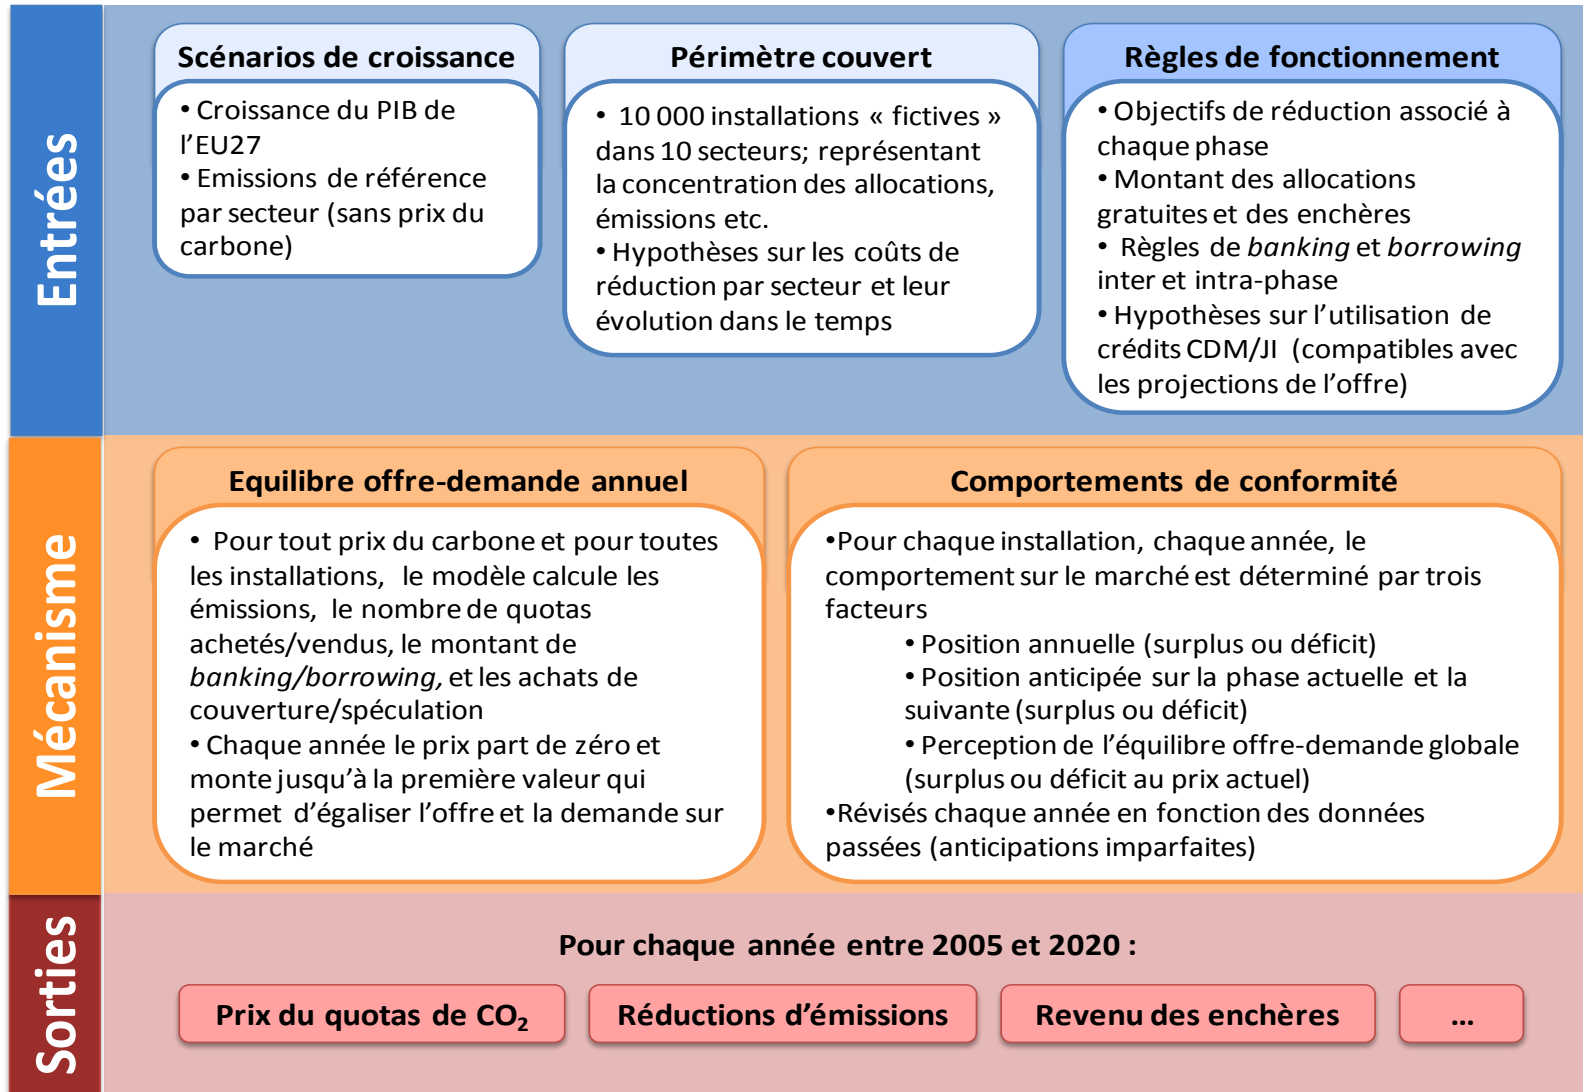 Entrées
Scénarios de croissance
• Croissance du PIB de
l’EU27
• Emissions de référence
par secteur (sans prix du
carbone)
Périmètre couvert
• 10 000 installations « fictives »
dans 10 secteurs; représentant
la concentration des allocations,
émissions etc.
• Hypothèses sur les coûts de
réduction par secteur et leur
évolution dans le temps
Règles de fonctionnement
• Objectifs de réduction associé à
chaque phase
• Montant des allocations
gratuites et des enchères
• Règles de banking et borrowing
inter et intra-phase
• Hypothèses sur l’utilisation de
crédits CDM/JI (compatibles avec
les projections de l’offre)
Mécanisme
Equilibre offre-demande annuel
• Pour tout prix du carbone et pour toutes
les installations, le modèle calcule les
émissions, le nombre de quotas
achetés/vendus, le montant de
banking/borrowing, et les achats de
couverture/spéculation
• Chaque année le prix part de zéro et
monte jusqu’à la première valeur qui
permet d’égaliser l’offre et la demande sur
le marché
Comportements de conformité
•Pour chaque installation, chaque année, le
comportement sur le marché est déterminé par trois
facteurs
• Position annuelle (surplus ou déficit)
• Position anticipée sur la phase actuelle et la
suivante (surplus ou déficit)
• Perception de l’équilibre offre-demande globale
(surplus ou déficit au prix actuel)
•Révisés chaque année en fonction des données
passées (anticipations imparfaites)
Sorties
Pour chaque année entre 2005 et 2020 :
Prix du quotas de CO₂
Réductions d’émissions
Revenu des enchères
...